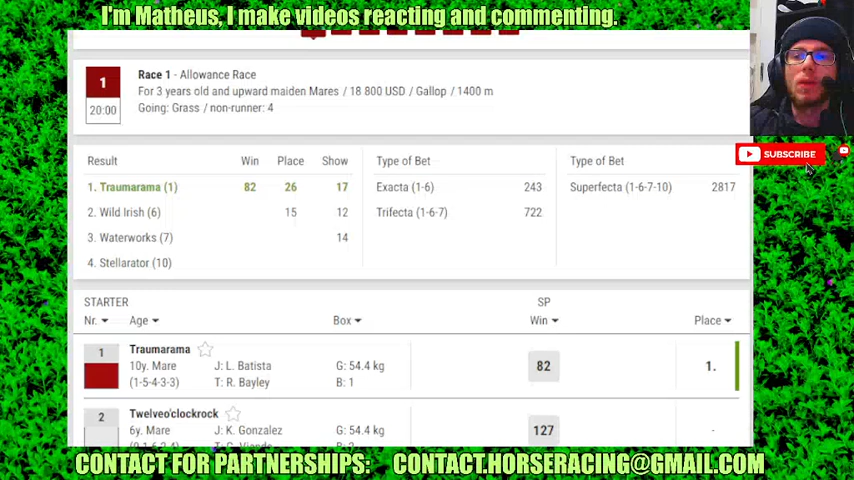 I'm Matheus, I make videos reacting and commenting.
1
20:00
Race 1 - Allowance Race
For 3 years old and upward maiden Mares / 18 800 USD / Gallop / 1400 m
Going: Grass / non-runner: 4
Result Win Place Show Type of Bet Type of Bet
1. Traumarama (1) 82 26 17 Exacta (1-6) 243 Superfecta (1-6-7-10) 2817
2. Wild Irish (6) 15 12 Trifecta (1-6-7) 722
3. Waterworks (7) 14
4. Stellarator (10)
SUBSCRIBE
STARTER SP
Nr. Age Box Win Place
1 Traumarama
10y. Mare J: L. Batista G: 54.4 kg 82 1.
(1-5-4-3-3) T: R. Bayley B: 1
2 Twelveo'clockrock
6y. Mare J: K. Gonzalez G: 54.4 kg 127 -
CONTACT FOR PARTNERSHIPS: CONTACT.HORSERACING@GMAIL.COM